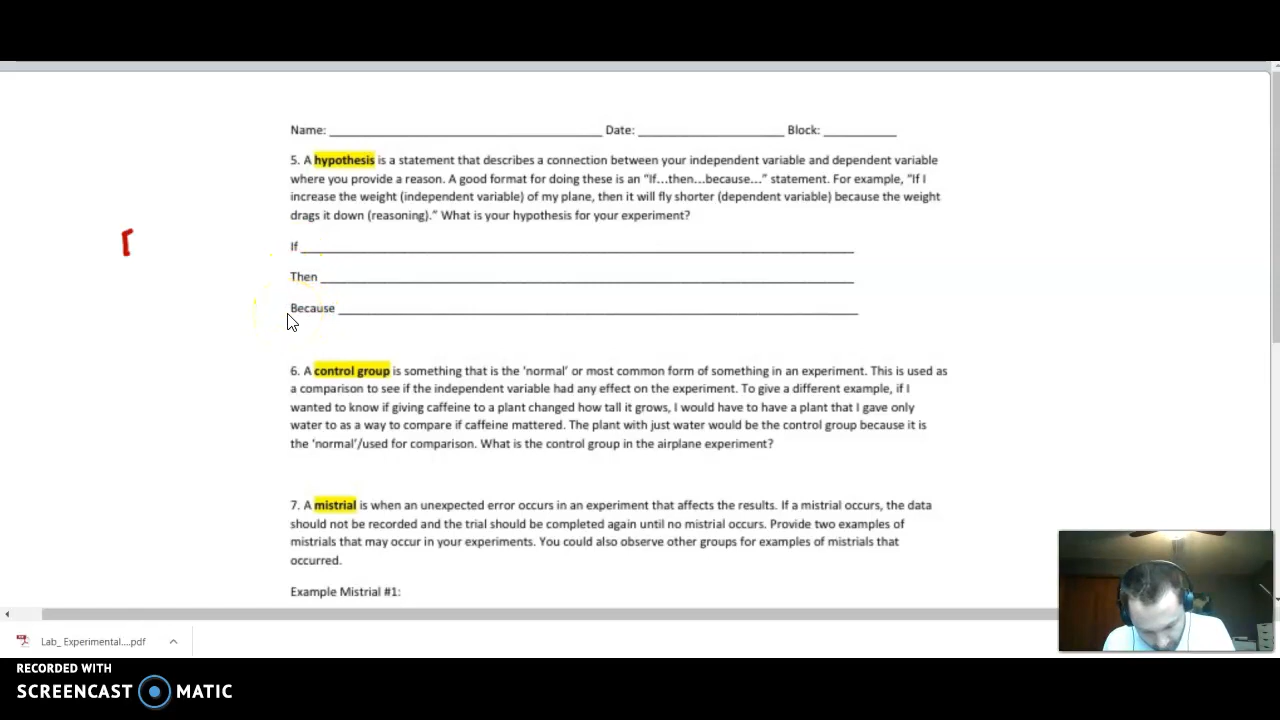 Name: ____________ Date: ____________ Block: ____________
5. A hypothesis is a statement that describes a connection between your independent variable and dependent variable
where you provide a reason. A good format for doing these is an “If...then...because...” statement. For example, “If I
increase the weight (independent variable) of my plane, then it will fly shorter (dependent variable) because the weight
drags it down (reasoning).” What is your hypothesis for your experiment?
If ____________
Then ____________
Because ____________
6. A control group is something that is the ‘normal’ or most common form of something in an experiment. This is used as
a comparison to see if the independent variable had any effect on the experiment. To give a different example, if I
wanted to know if giving caffeine to a plant changed how tall it grows, I would have to have a plant that I gave only
water to as a way to compare if caffeine mattered. The plant with just water would be the control group because it is
the ‘normal’/used for comparison. What is the control group in the airplane experiment?
7. A mistrial is when an unexpected error occurs in an experiment that affects the results. If a mistrial occurs, the data
should not be recorded and the trial should be completed again until no mistrial occurs. Provide two examples of
mistrials that may occur in your experiments. You could also observe other groups for examples of mistrials that
occurred.
Example Mistrial #1:
Lab_ Experimental....pdf
RECORDED WITH
SCREENCAST MATIC